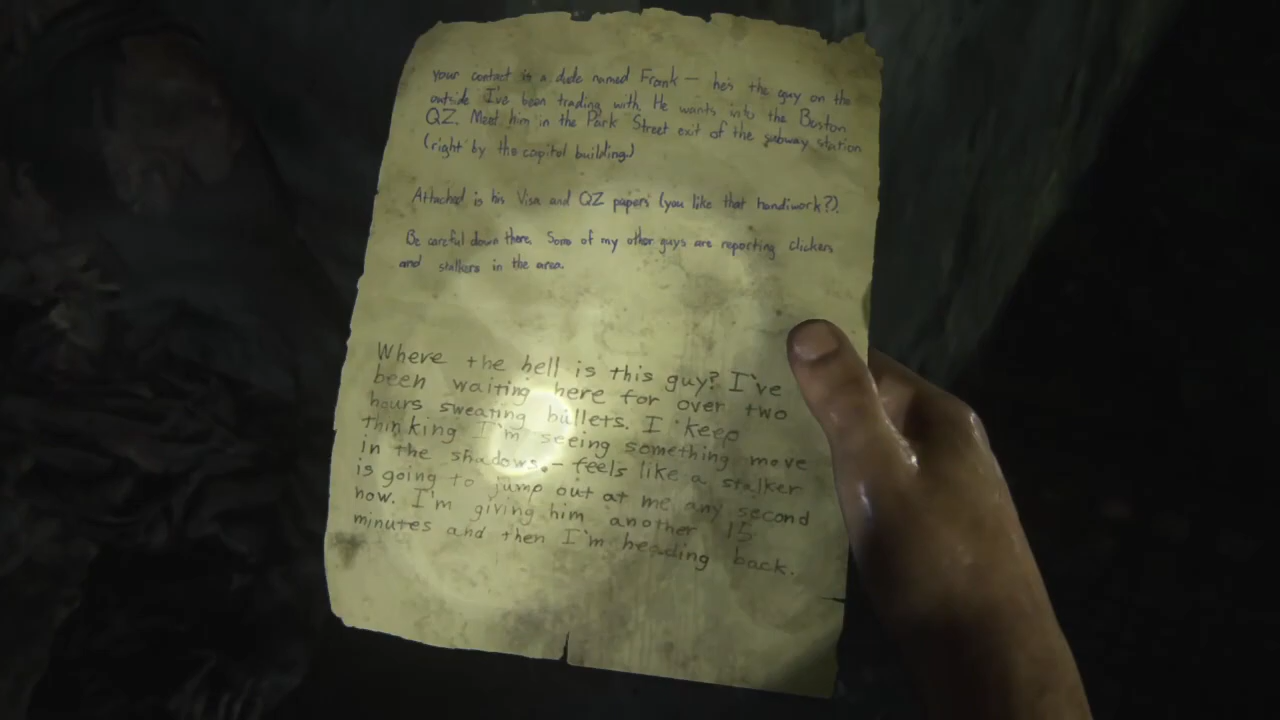 your contact is a dude named Frank — he's the guy on the
outside I've been trading with. He wants into the Boston
QZ. Meet him in the Park Street exit of the subway station
(right by the capitol building)
Attached is his Visa and QZ papers (you like that handiwork?).
Be careful down there. Some of my other guys are reporting clickers
and stalkers in the area.
Where the hell is this guy? I've
been waiting here for over two
hours sweating bullets. I keep
thinking I'm seeing something move
in the shadows. – feels like a stalker
is going to jump out at me any second
now. I'm giving him another 15
minutes and then I'm heading back.